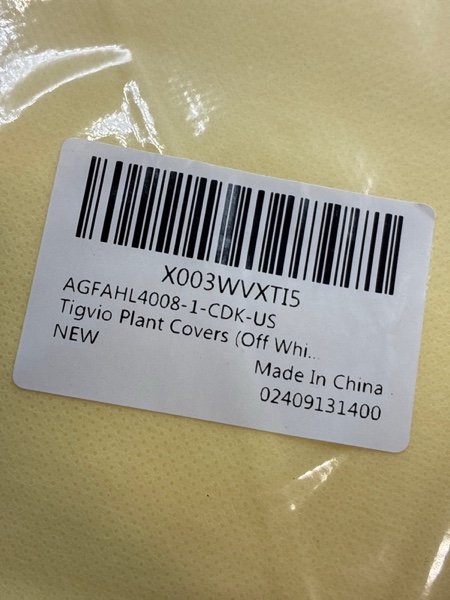 X003WVXTI5
AGFAHL4008-1-CDK-US
Tigvio Plant Covers (Off Whi...
NEW
Made In China
02409131400